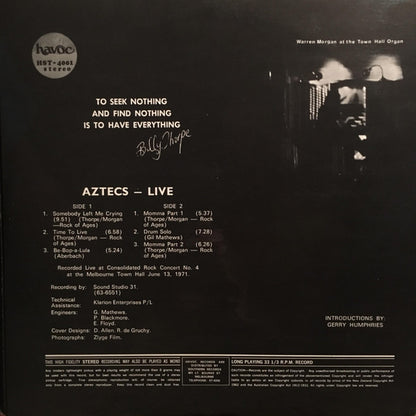 havoc
HST·4001
stereo
Warren Morgan at the Town Hall Organ
TO SEEK NOTHING
AND FIND NOTHING
IS TO HAVE EVERYTHING
Billy Thorpe
AZTECS – LIVE
SIDE 1
1. Somebody Left Me Crying
(9.51) (Thorpe/Morgan
—Rock of Ages)
2. Time to Live (6.58)
(Thorpe/Morgan — Rock
of Ages)
3. Be-Bop-a-Lula (5.24)
(Aberbach)
SIDE 2
1. Momma Part 1 (5.37)
(Thorpe/Morgan — Rock
of Ages)
2. Drum Solo (7.28)
(Gil Mathews)
3. Momma Part 2 (6.26)
(Thorpe/Morgan — Rock
of Ages)
Recorded Live at Consolidated Rock Concert No. 4
at the Melbourne Town Hall June 13, 1971.
Recording by: Sound Studio 31.
(63-6551)
Technical
Assistance: Klarion Enterprises P/L
Engineers: G. Mathews.
P. Blackmore.
E. Floyd.
Cover Designs: D. Allen, R. de Gruchy.
Photographs: Zlyge Film.
INTRODUCTIONS BY:
GERRY HUMPHRIES
THIS HIGH FIDELITY STEREO RECORDING MAY ALSO BE PLAYED AS MONO
LONG PLAYING 33 1/3 R.P.M. RECORD